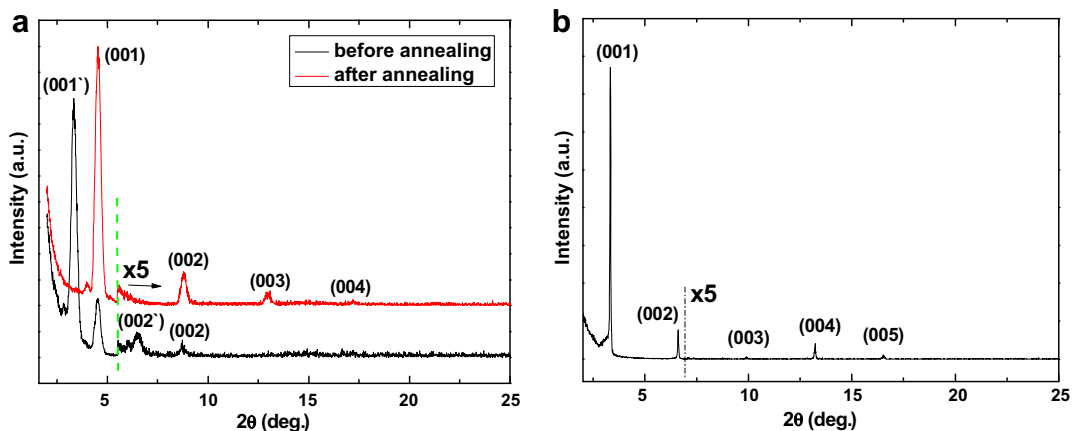 a
before annealing
after annealing
(001`)
(001)
x5
(002)
(003)
(004)
(002`)
(002)
Intensity (a.u.)
5
10
15
20
25
2θ (deg.)
b
(001)
(002)
x5
(003)
(004)
(005)
Intensity (a.u.)
5
10
15
20
25
2θ (deg.)